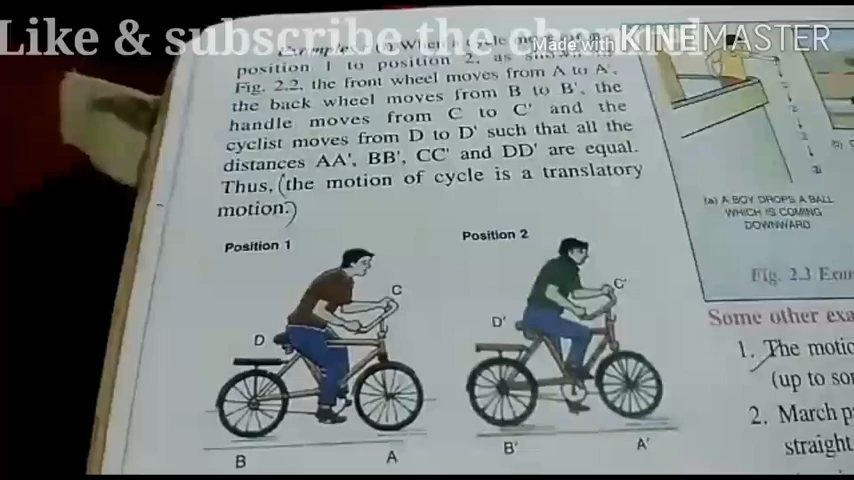 Like & subscribe the channel
Made with KINEMASTER
position 1 to position 2, as shown in
Fig. 2.2, the front wheel moves from A to A',
the back wheel moves from B to B', the
handle moves from C to C' and the
cyclist moves from D to D' such that all the
distances AA', BB', CC' and DD' are equal.
Thus, (the motion of cycle is a translatory
motion.)
Position 1
Position 2
C
D
B
A
C'
D'
B'
A'
(a) A BOY DROPS A BALL
WHICH IS COMING
DOWNWARD
(b)
Fig. 2.3
Some other
1. The
(up to
2. March
straight